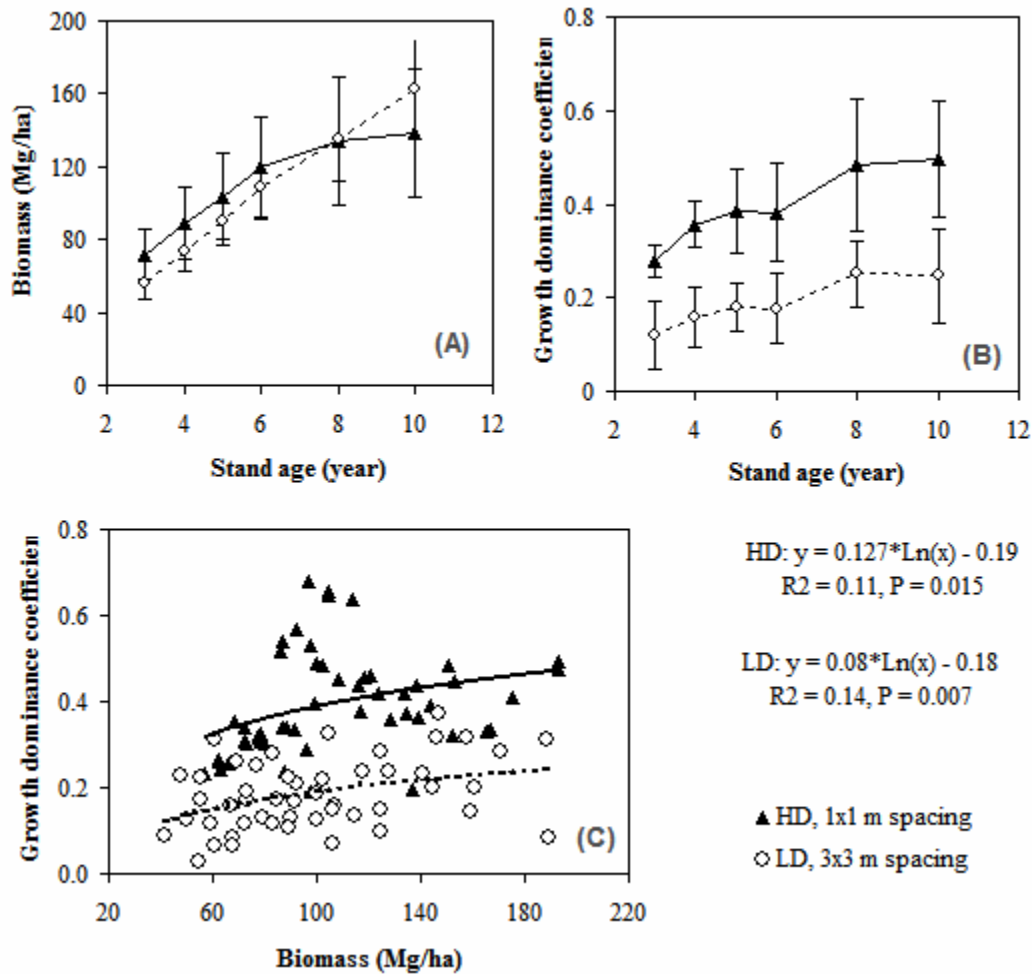 200
160
120
80
40
0
2 4 6 8 10 12
Biomass (Mg/ha)
Stand age (year)
(A)
0.8
0.6
0.4
0.2
0
2 4 6 8 10 12
Growth dominance coefficient
Stand age (year)
(B)
0.8
0.6
0.4
0.2
0.0
20 60 100 140 180 220
Growth dominance coefficien
Biomass (Mg/ha)
(C)
HD: y = 0.127*Ln(x) - 0.19
R2 = 0.11, P = 0.015
LD: y = 0.08*Ln(x) - 0.18
R2 = 0.14, P = 0.007
HD, 1x1 m spacing
LD, 3x3 m spacing